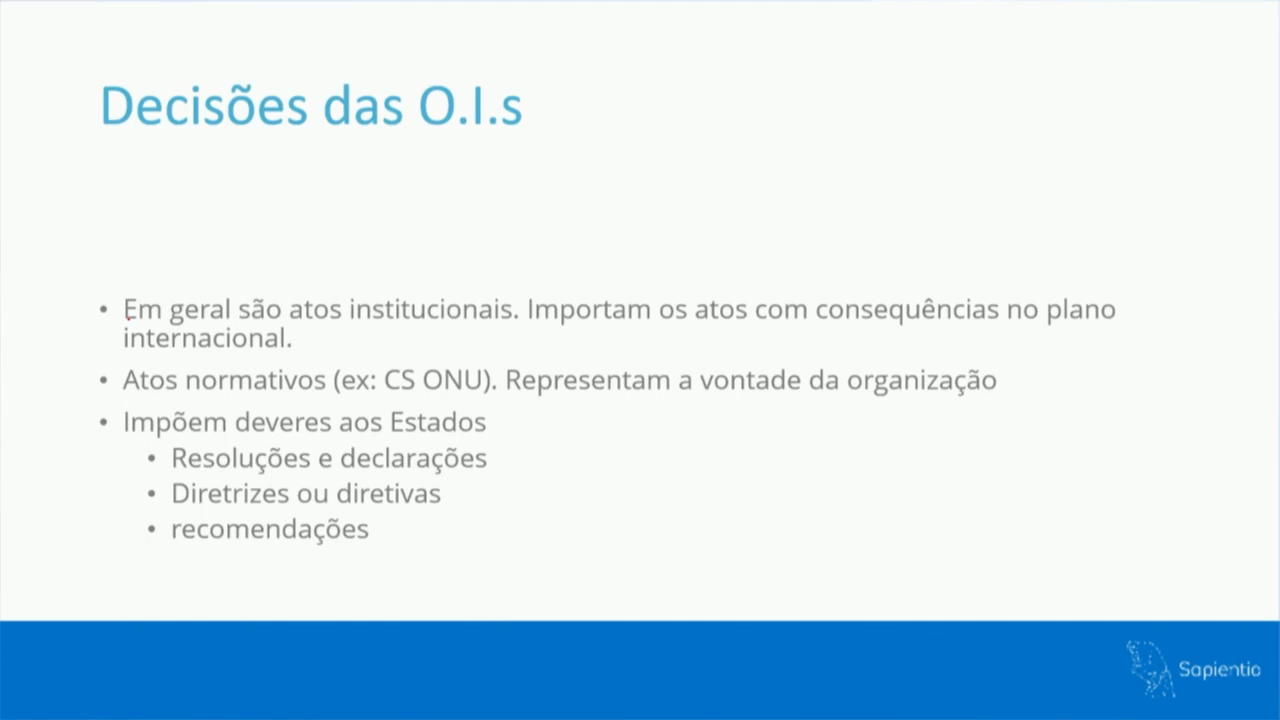 Decisões das O.I.s
• Em geral são atos institucionais. Importam os atos com consequências no plano
internacional.
• Atos normativos (ex: CS ONU). Representam a vontade da organização
• Impõem deveres aos Estados
• Resoluções e declarações
• Diretrizes ou diretivas
• recomendações
Sapientia